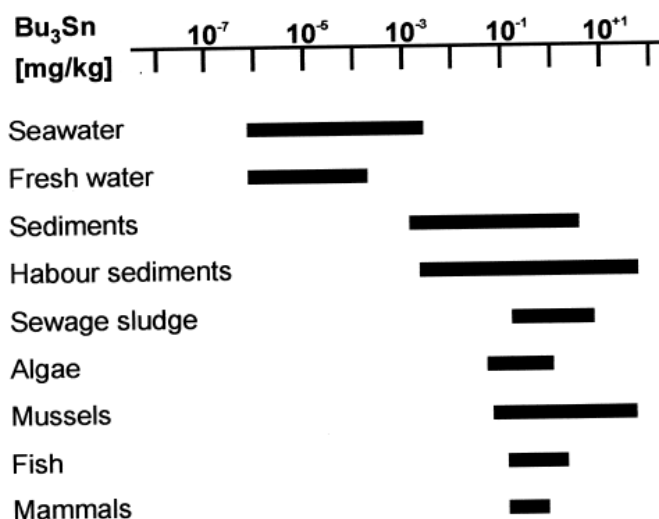 Bu₃Sn 10⁻⁷ 10⁻⁵ 10⁻³ 10⁻¹ 10⁺¹
[mg/kg]
Seawater
Fresh water
Sediments
Habour sediments
Sewage sludge
Algae
Mussels
Fish
Mammals